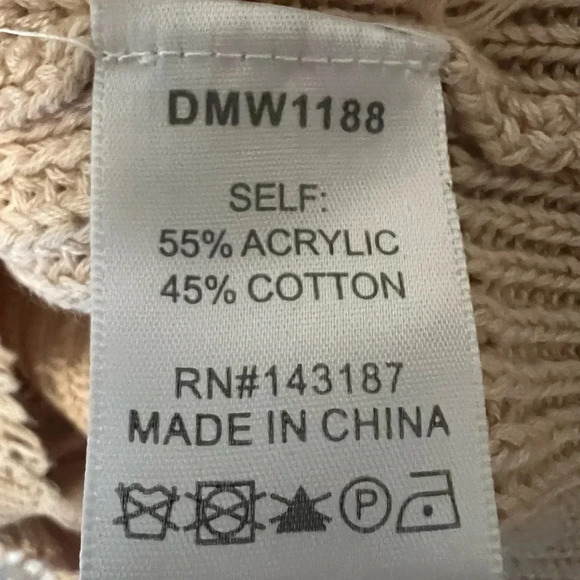 DMW1188
SELF:
55% ACRYLIC
45% COTTON
RN#143187
MADE IN CHINA
P